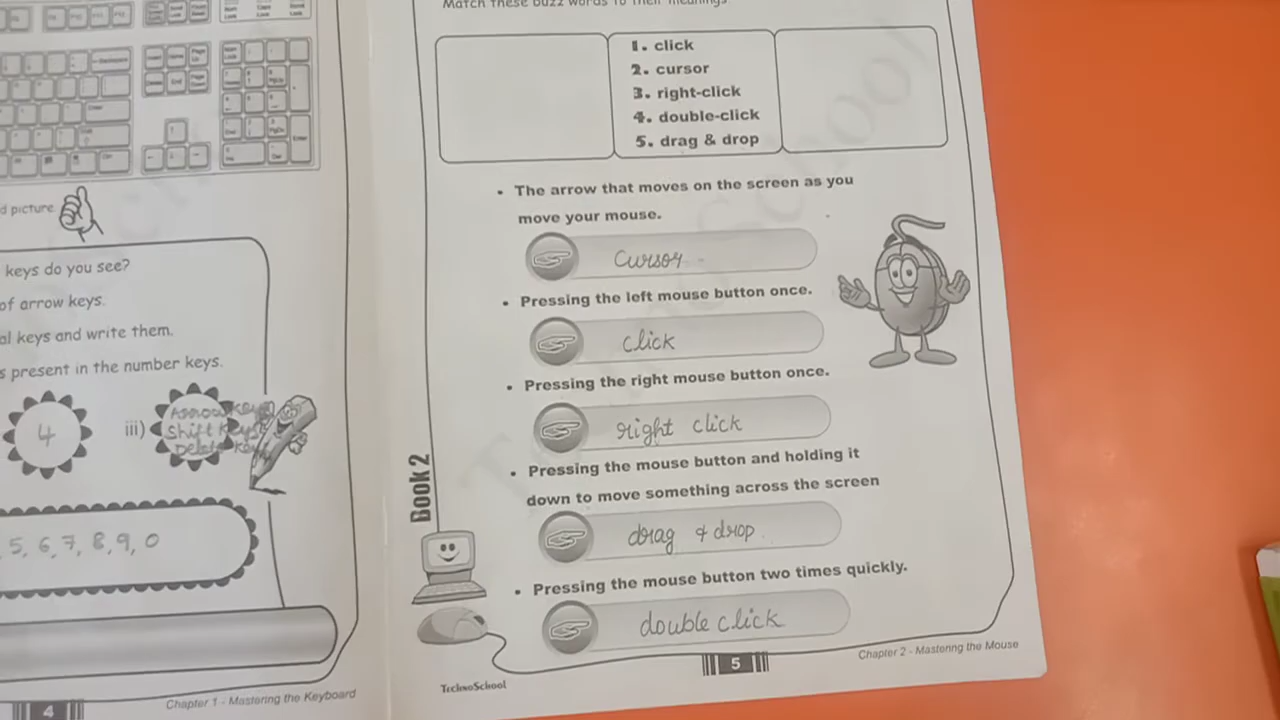 d picture.
keys do you see?
of arrow keys.
al keys and write them.
s present in the number keys.
4
iii)
Arrow keys
Shift Keys
Delete key
5, 6, 7, 8, 9, 0
4
Chapter 1 - Mastering the Keyboard
Match these buzz words to their meanings
1. click
2. cursor
3. right-click
4. double-click
5. drag & drop
• The arrow that moves on the screen as you
move your mouse.
cursor
• Pressing the left mouse button once.
click
• Pressing the right mouse button once.
right click
• Pressing the mouse button and holding it
down to move something across the screen
drag & drop
• Pressing the mouse button two times quickly.
double click
Book 2
TechnoSchool
5
Chapter 2 - Mastering the Mouse